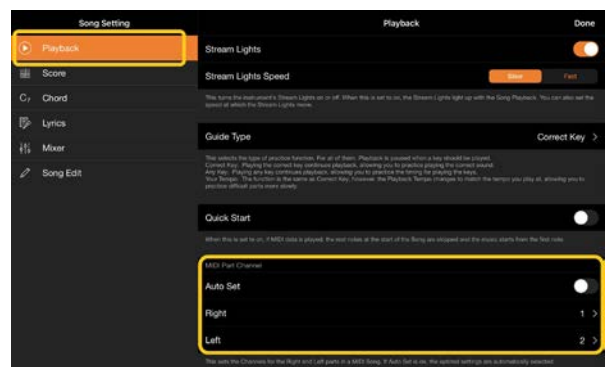 Song Setting
Playback
Done
Playback
Stream Lights
Score
Stream Lights Speed
Slow
Fast
C7 Chord
This turns the instrument's Stream Lights on or off. When this is set to on, the Stream Lights light up with the Song Playback. You can also set the
speed at which the Stream Lights move.
Lyrics
Guide Type
Correct Key >
Mixer
This selects the type of practice function. For all of them, Playback is paused when a key should be played.
Correct Key: Playing the correct key continues playback, allowing you to practice playing the correct sound.
Any Key: Playing any key continues playback, allowing you to practice the timing for playing the keys.
Your Tempo: The function is the same as Correct Key; however, the Playback Tempo changes to match the tempo you play at, allowing you to
practice difficult parts more slowly.
Song Edit
Quick Start
When this is set to on, if MIDI data is played, the rest notes at the start of the Song are skipped and the music starts from the first note.
MIDI Part Channel
Auto Set
Right
1 >
Left
2 >
This sets the Channels for the Right and Left parts in a MIDI Song. If Auto Set is on, the optimal settings are automatically selected.